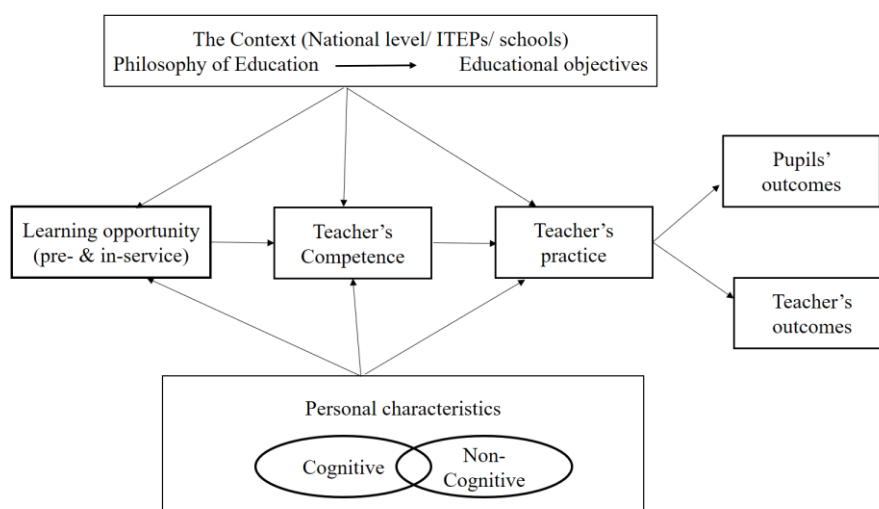 The Context (National level/ ITEPs/ schools)
Philosophy of Education Educational objectives
Pupils'
outcomes
Learning opportunity
(pre- & in-service)
Teacher's
Competence
Teacher's
practice
Teacher's
outcomes
Personal characteristics
Cognitive
Non-
Cognitive